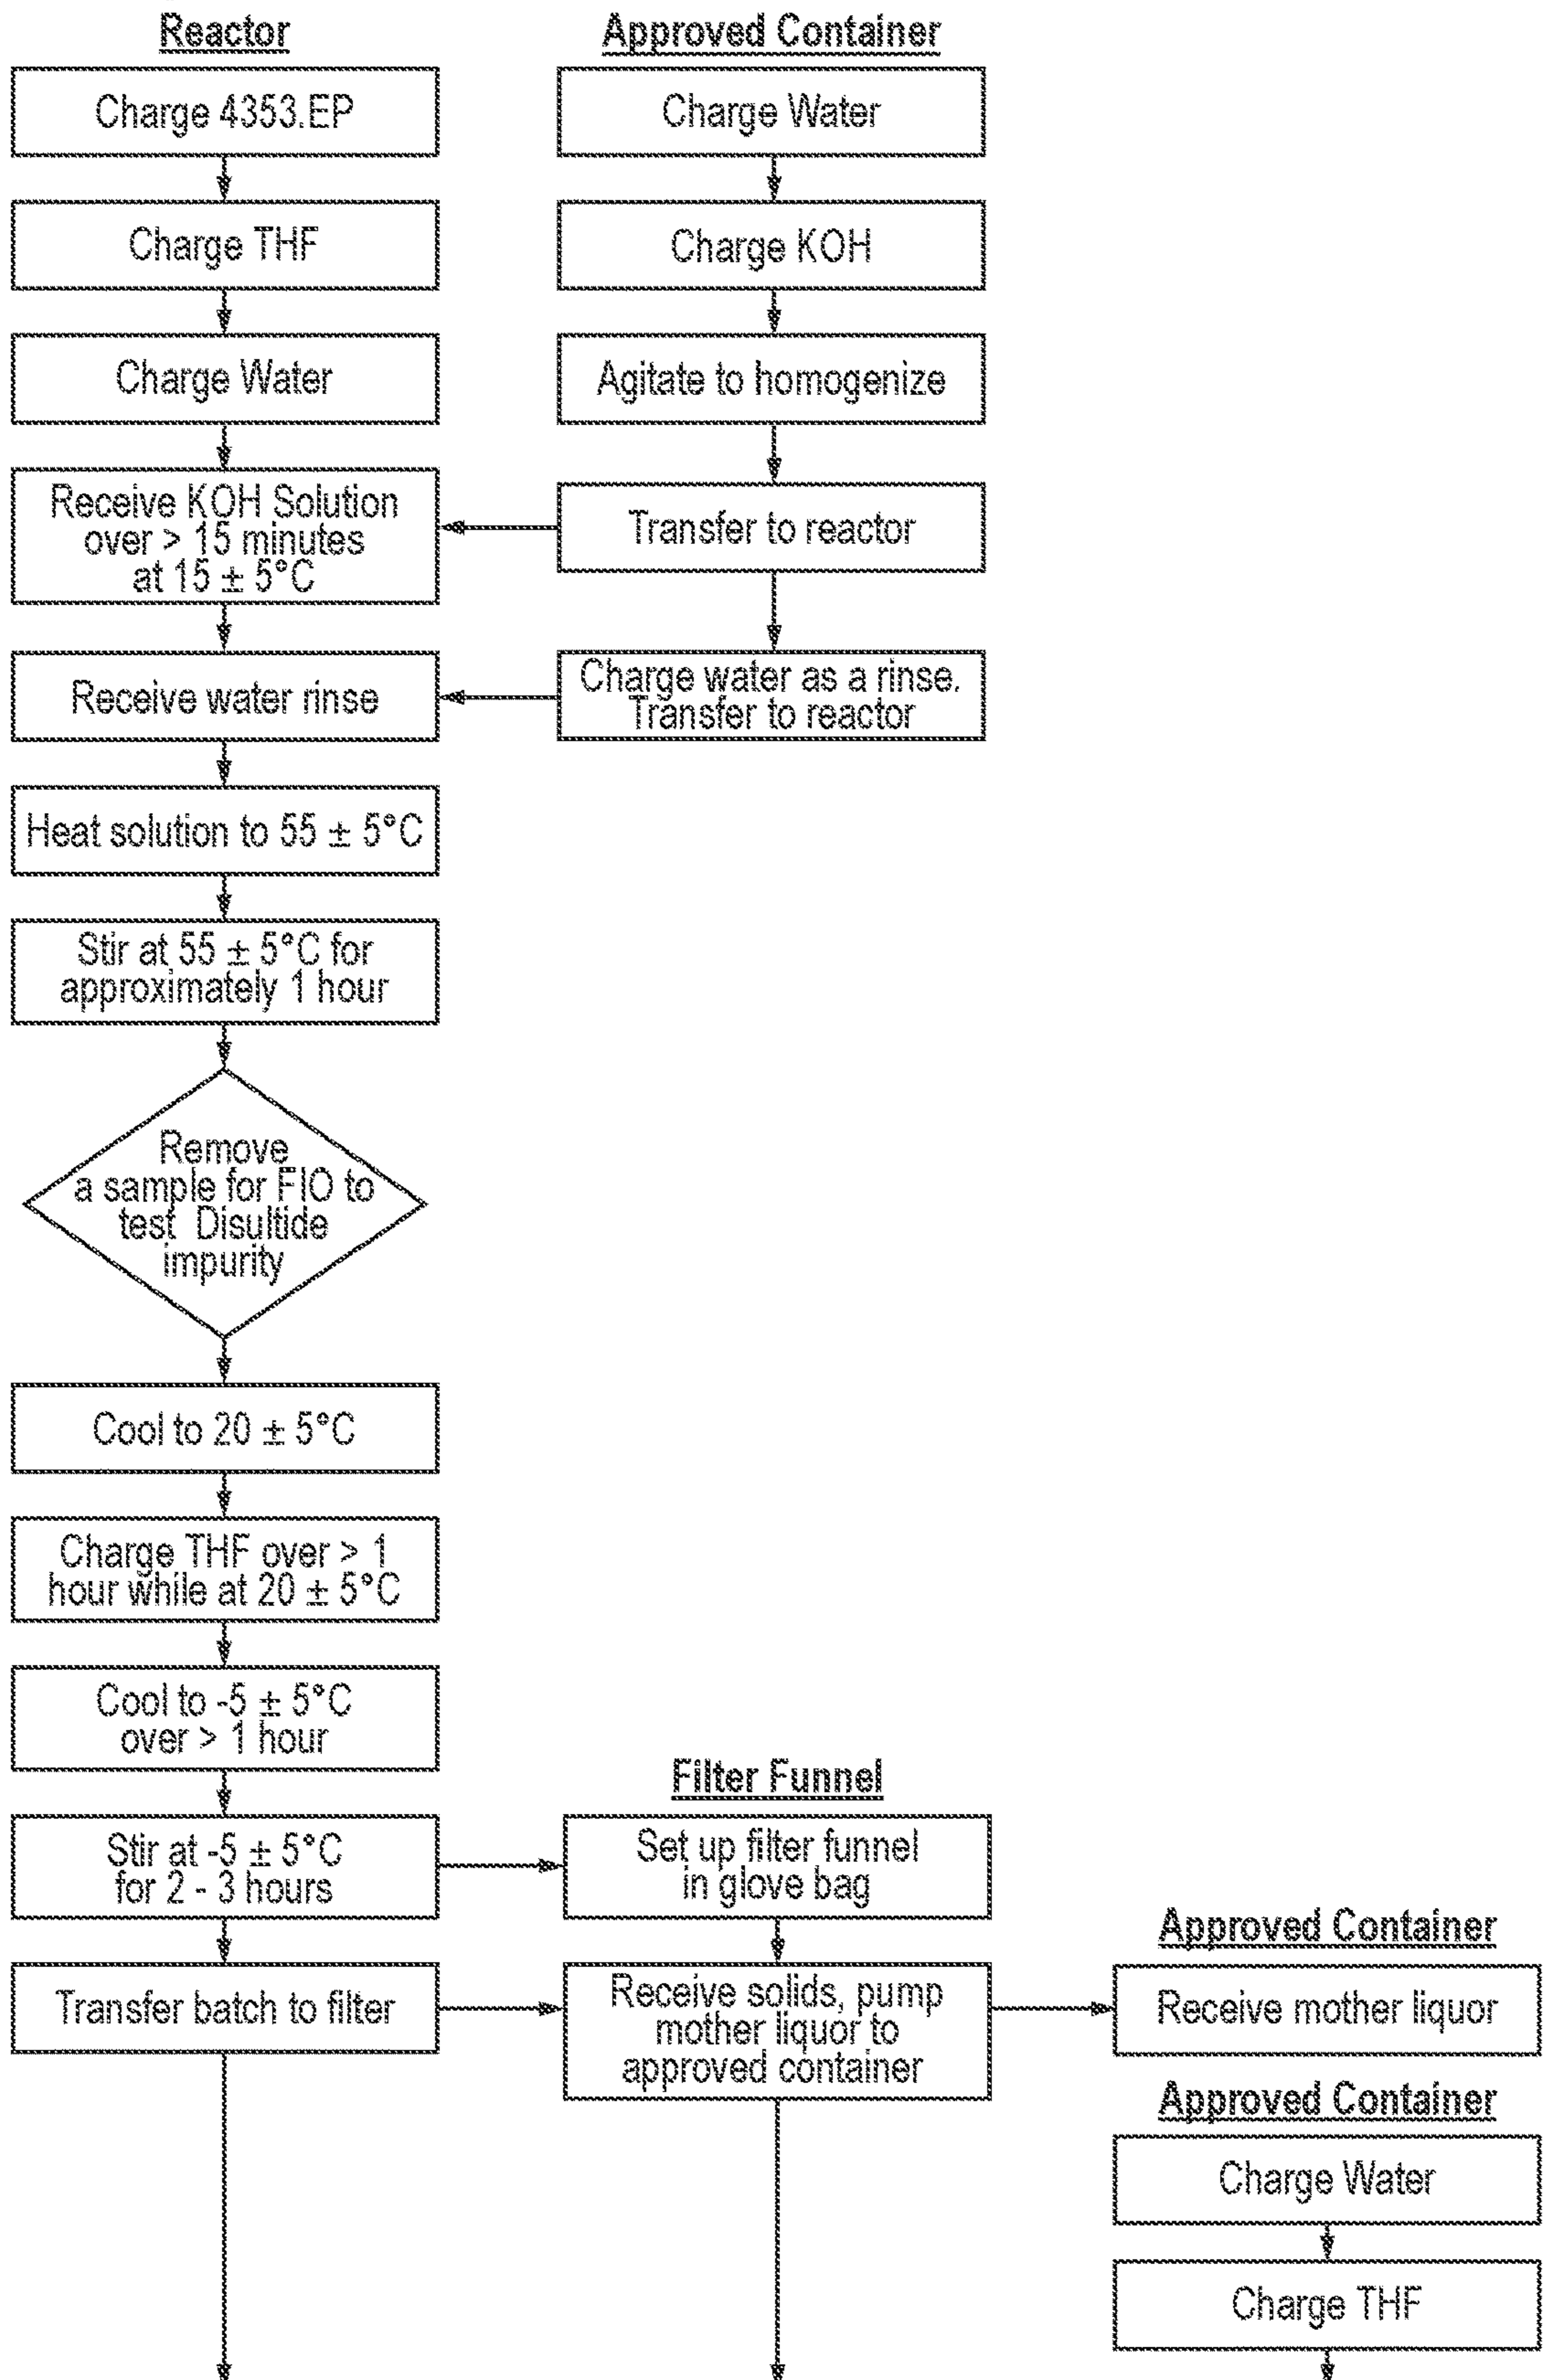 Reactor
Charge 4353.EP
Charge THF
Charge Water
Receive KOH Solution
over > 15 minutes
at 15 ± 5°C
Receive water rinse
Heat solution to 55 ± 5°C
Stir at 55 ± 5°C for
approximately 1 hour
Remove
a sample for FIO to
test Disultide
impurity
Cool to 20 ± 5°C
Charge THF over > 1
hour while at 20 ± 5°C
Cool to -5 ± 5°C
over > 1 hour
Stir at -5 ± 5°C
for 2 - 3 hours
Transfer batch to filter
Approved Container
Charge Water
Charge KOH
Agitate to homogenize
Transfer to reactor
Charge water as a rinse.
Transfer to reactor
Filter Funnel
Set up filter funnel
in glove bag
Receive solids, pump
mother liquor to
approved container
Approved Container
Receive mother liquor
Approved Container
Charge Water
Charge THF